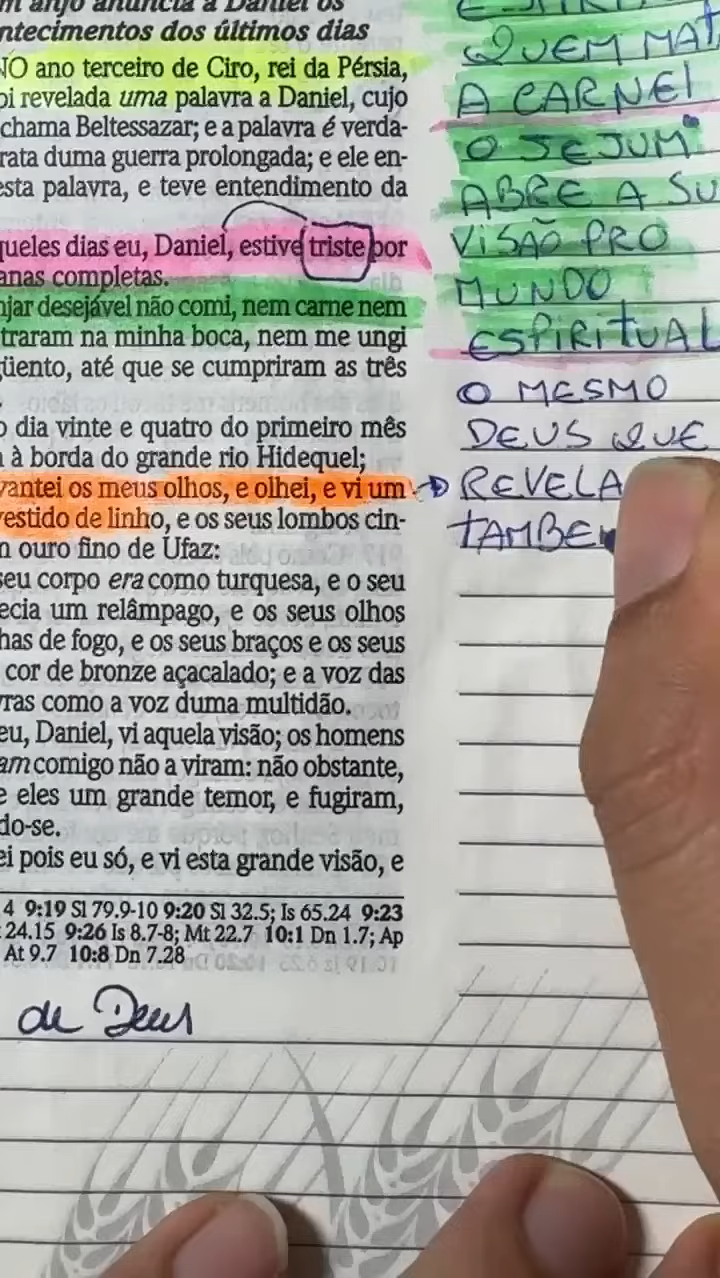 m anjo anuncia a Daniel os
ntecimentos dos últimos dias
NO ano terceiro de Ciro, rei da Pérsia,
oi revelada uma palavra a Daniel, cujo
chama Beltessazar; e a palavra é verda-
rata duma guerra prolongada; e ele en-
esta palavra, e teve entendimento da
queles dias eu, Daniel, estive triste por
anas completas.
njar desejável não comi, nem carne nem
traram na minha boca, nem me ungi
güento, até que se cumpriram as três
o dia vinte e quatro do primeiro mês
à borda do grande rio Hidequel;
vantei os meus olhos, e olhei, e vi um
vestido de linho, e os seus lombos cin-
m ouro fino de Ufaz:
seu corpo era como turquesa, e o seu
ecia um relâmpago, e os seus olhos
has de fogo, e os seus braços e os seus
cor de bronze açacalado; e a voz das
vras como a voz duma multidão.
eu, Daniel, vi aquela visão; os homens
am comigo não a viram: não obstante,
e eles um grande temor, e fugiram,
do-se.
ei pois eu só, e vi esta grande visão, e
4 9:19 Sl 79.9-10 9:20 Sl 32.5; Is 65.24 9:23
24.15 9:26 Is 8.7-8; Mt 22.7 10:1 Dn 1.7; Ap
At 9.7 10:8 Dn 7.28
de Deus
QUEM MAT
A CARNE!
O JEJUM
ABRE A SU
VISÃO PRO
MUNDO
ESPIRITUAL
O MESMO
DEUS QUE
REVELA
TAMBE